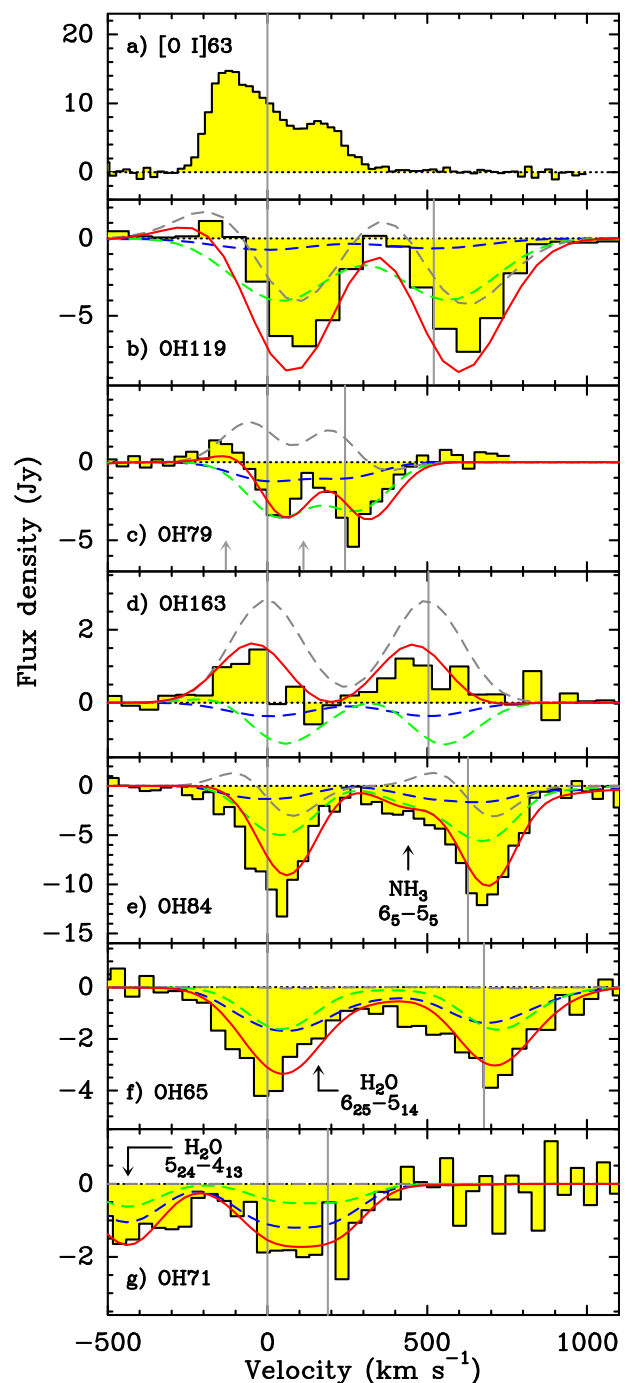 20
a) [O I]63
10
0
0
−5
b) OH119
0
−5
c) OH79
d) OH163
2
0
0
−5
−10
−15
NH₃
6₅−5₅
e) OH84
0
−2
−4
H₂O
6₂₅−5₁₄
f) OH65
H₂O
5₂₄−4₁₃
0
−2
g) OH71
−500
0
500
1000
Velocity (km s⁻¹)
Flux density (Jy)